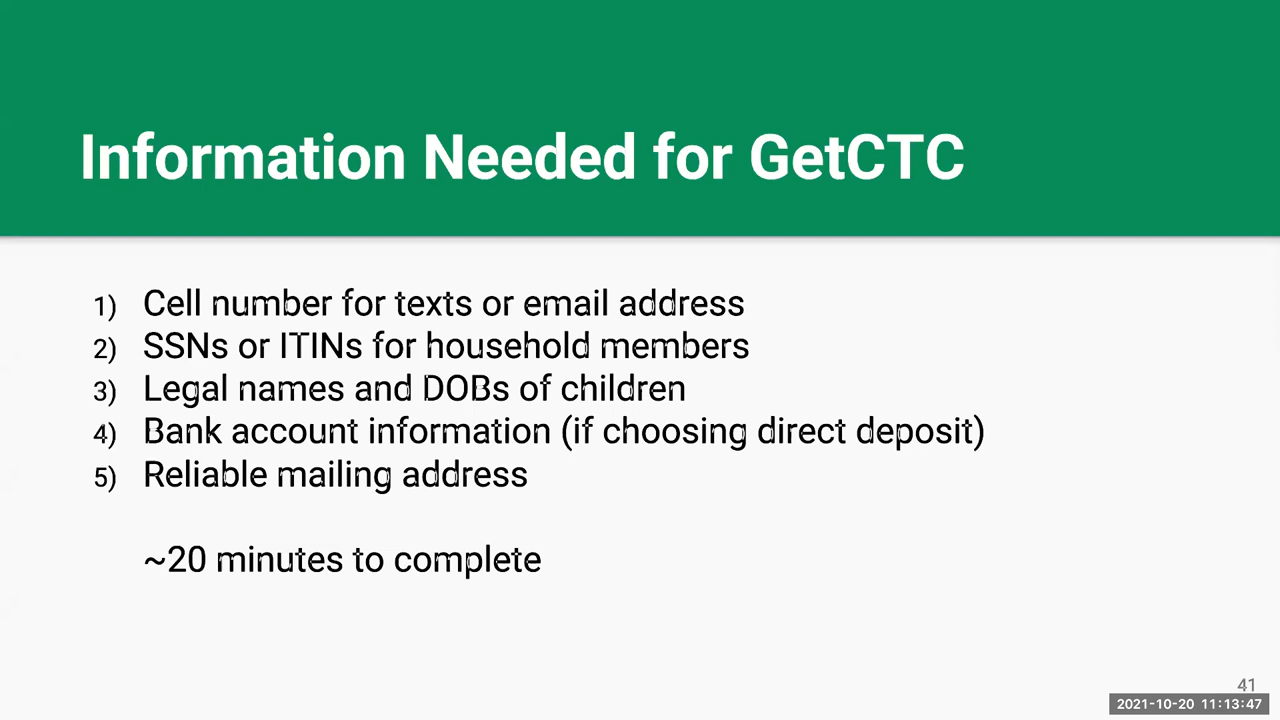 Information Needed for GetCTC
1) Cell number for texts or email address
2) SSNs or ITINs for household members
3) Legal names and DOBs of children
4) Bank account information (if choosing direct deposit)
5) Reliable mailing address
~20 minutes to complete
41
2021-10-20 11:13:47